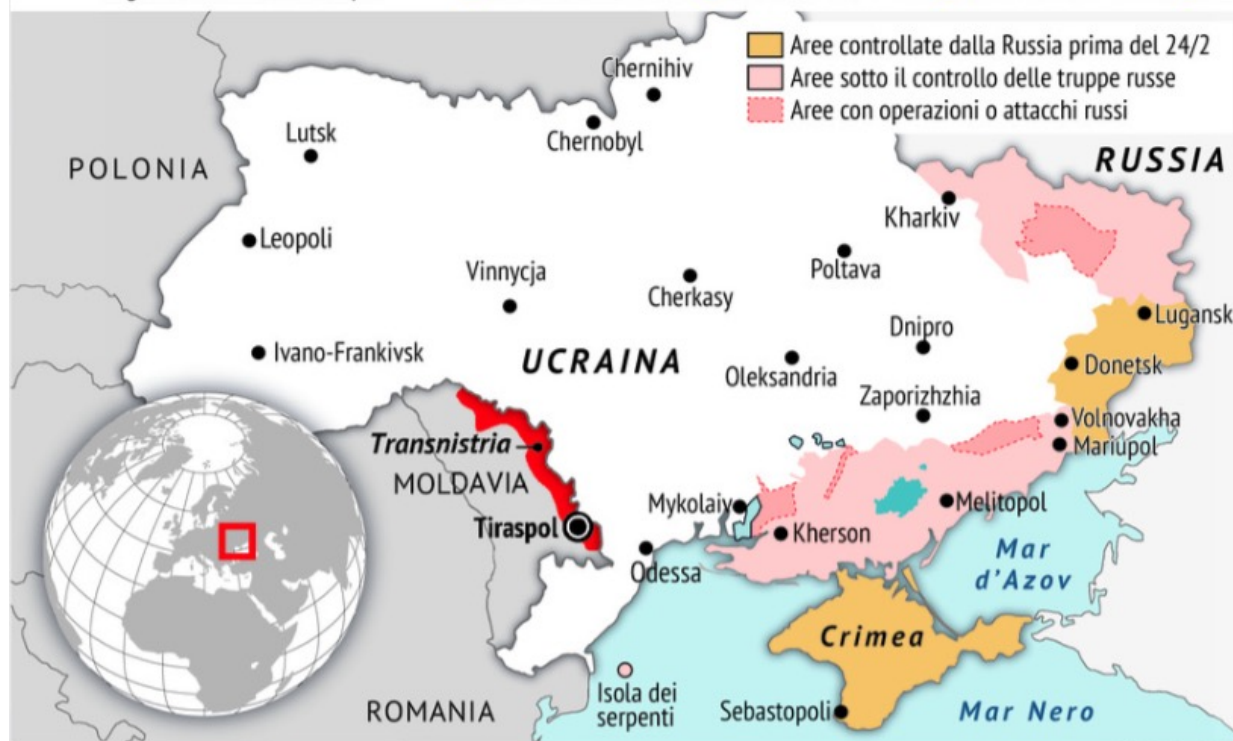 Aree controllate dalla Russia prima del 24/2
Aree sotto il controllo delle truppe russe
Aree con operazioni o attacchi russi
Chernihiv
Chernobyl
Lutsk
POLONIA
RUSSIA
Kharkiv
Leopoli
Poltava
Vinnycja
Cherkasy
Lugansk
Dnipro
Ivano-Frankivsk
UCRAINA
Oleksandria
Donetsk
Zaporizhzhia
Volnovakha
Transnistria
Mariupol
MOLDAVIA
Mykolaiv
Melitopol
Tiraspol
Kherson
Odessa
Mar
d'Azov
Crimea
Isola dei
serpenti
ROMANIA
Sebastopoli
Mar Nero